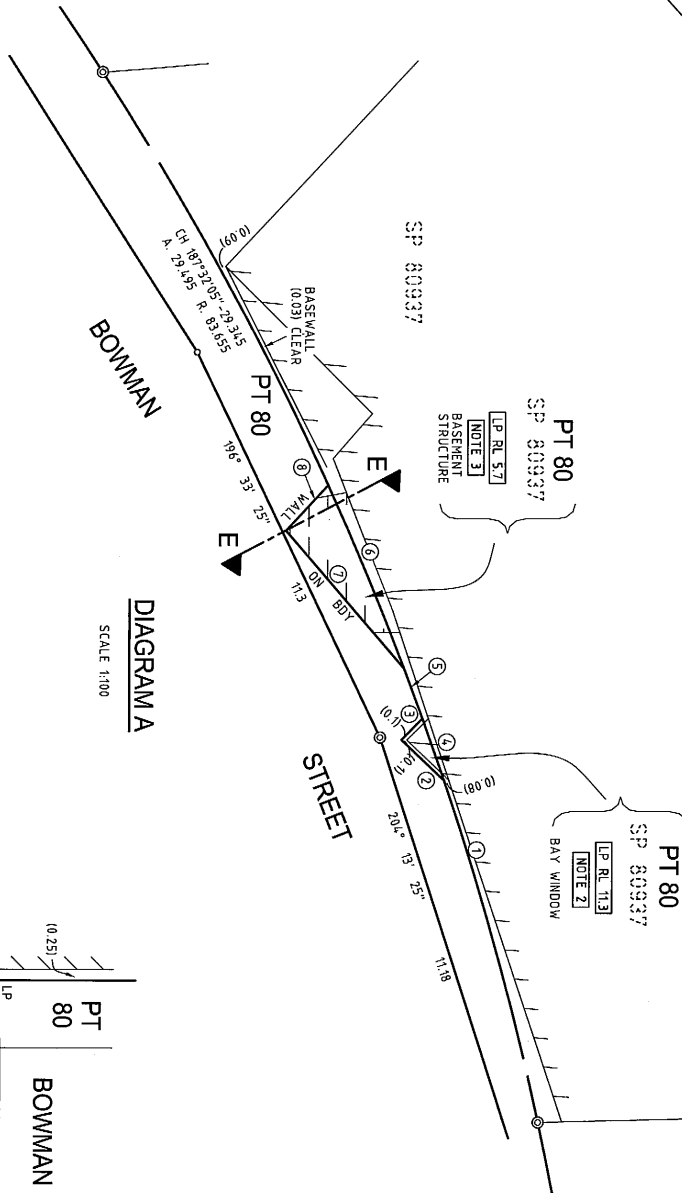 SP 80937
PT 80
SP 80937
LP RL 5.7
NOTE 3
BASEMENT
STRUCTURE
PT 80
SP 80937
LP RL 11.3
NOTE 2
BAY WINDOW
(0.09)
BASEWALL
(0.03) CLEAR
CH 187°32'05"-29.345
A. 29.495 R. 83.655
PT 80
BOWMAN
STREET
196° 33' 25"
11.3
204° 13' 25"
11.18
E
E
WALL
ON BDY
8
7
6
5
4
3
2
1
(0.1)
(0.1)
(0.08)
DIAGRAM A
SCALE 1:100
(0.25)
LP
PT
80
BOWMAN